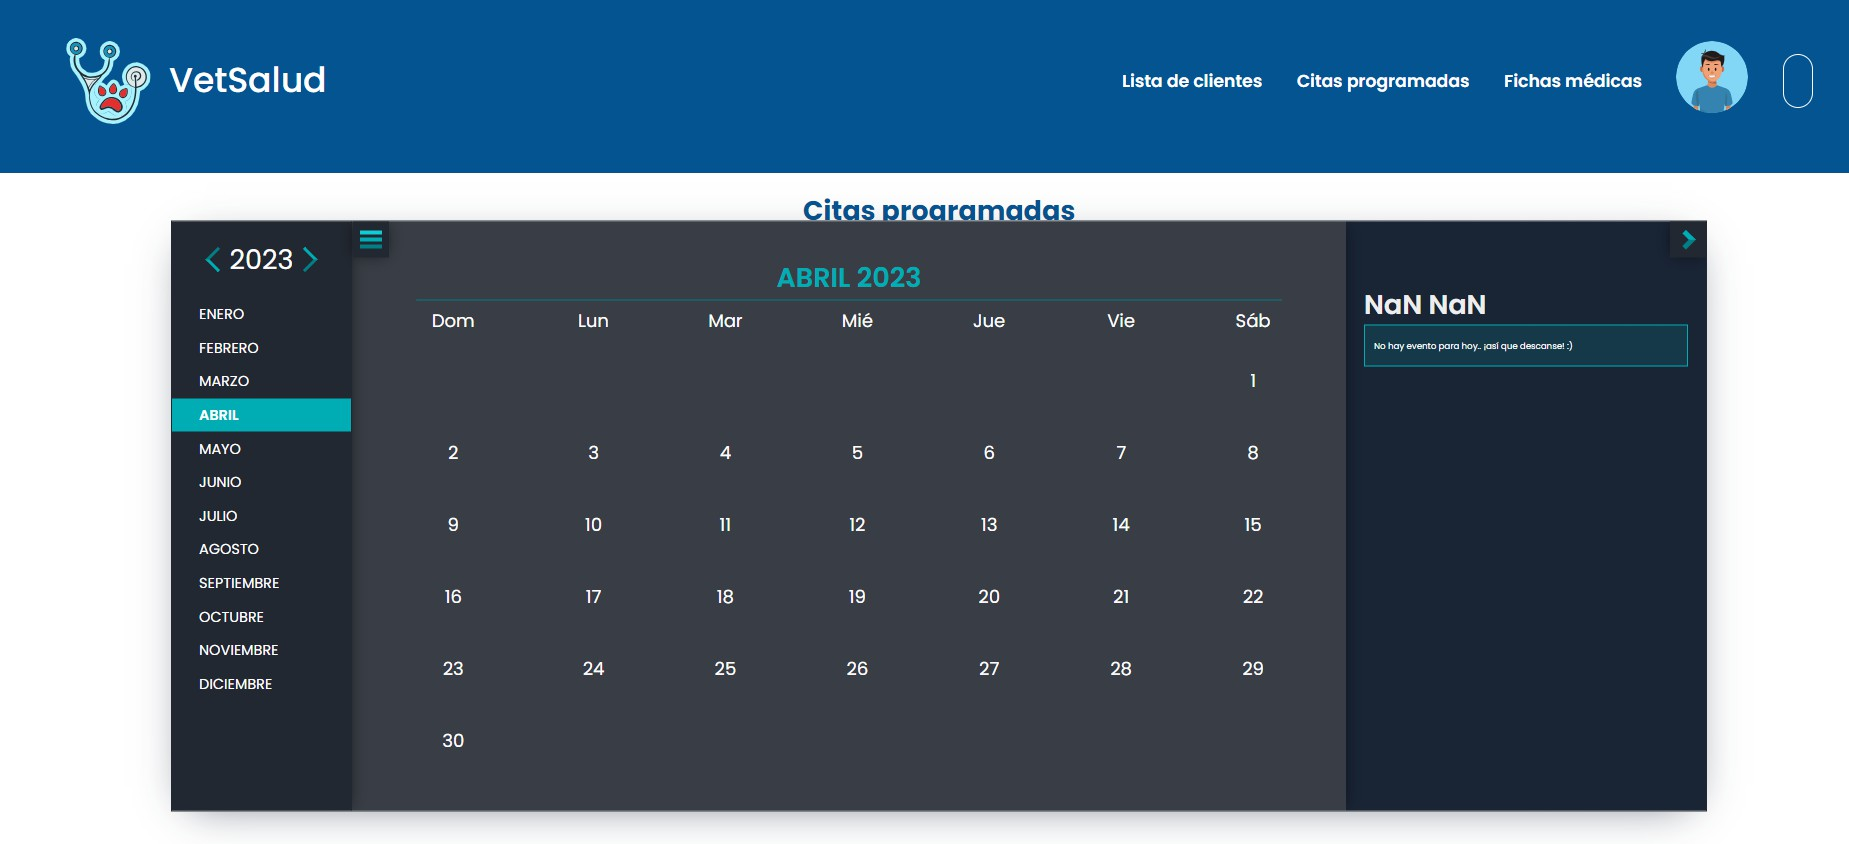 VetSalud
Lista de clientes Citas programadas Fichas médicas
Citas programadas
2023
ENERO
FEBRERO
MARZO
ABRIL
MAYO
JUNIO
JULIO
AGOSTO
SEPTIEMBRE
OCTUBRE
NOVIEMBRE
DICIEMBRE
ABRIL 2023
Dom Lun Mar Mié Jue Vie Sáb
1
2 3 4 5 6 7 8
9 10 11 12 13 14 15
16 17 18 19 20 21 22
23 24 25 26 27 28 29
30
NaN NaN
No hay evento para hoy.. ¡así que descanse! :)